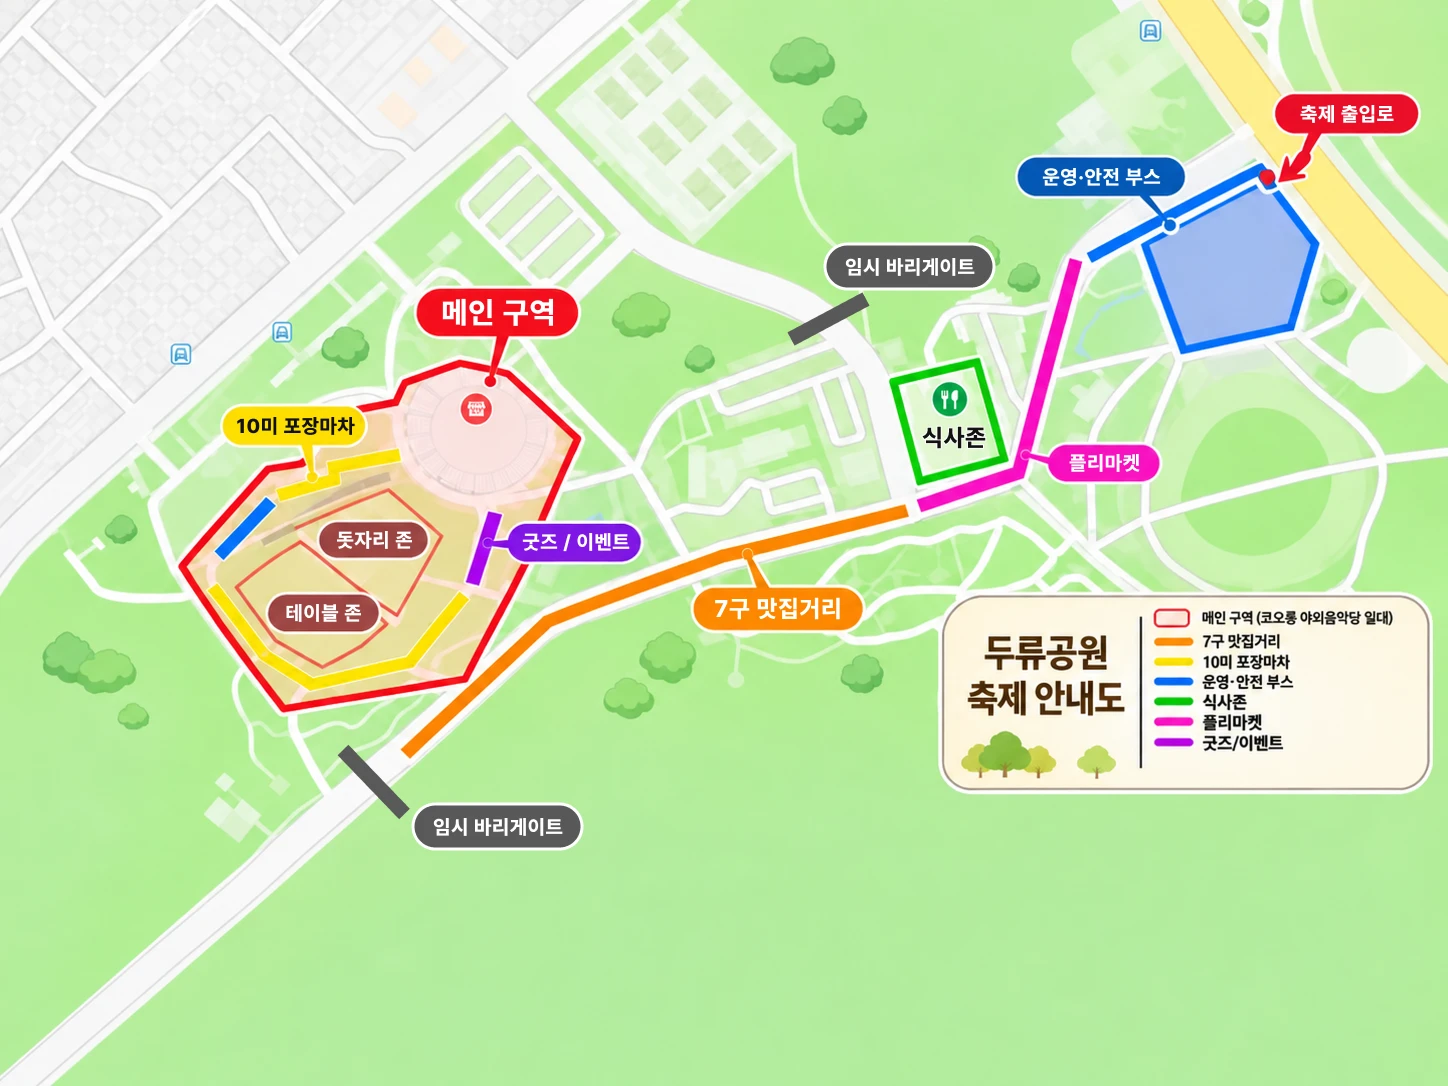 축제 출입로
운영·안전 부스
임시 바리게이트
메인 구역
10미 포장마차
식사존
플리마켓
돗자리 존
굿즈 / 이벤트
테이블 존
7구 맛집거리
임시 바리게이트
두류공원
축제 안내도
메인 구역 (코오롱 야외음악당 일대)
7구 맛집거리
10미 포장마차
운영·안전 부스
식사존
플리마켓
굿즈/이벤트